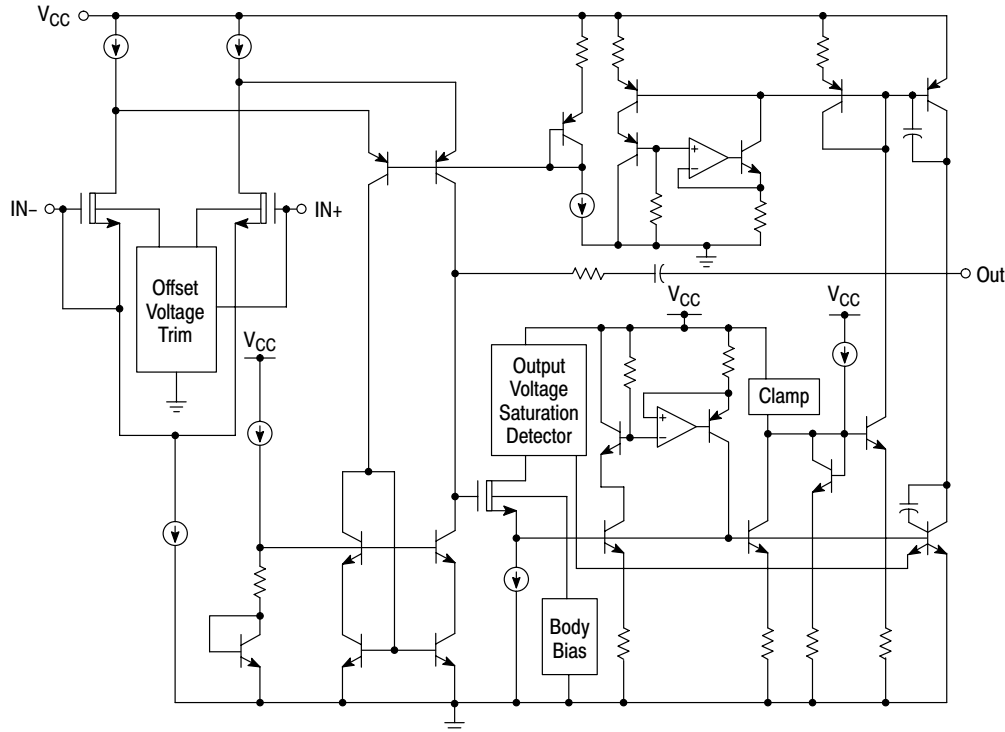 VCC
IN–
IN+
Offset
Voltage
Trim
VCC
+
–
Out
VCC
VCC
Output
Voltage
Saturation
Detector
+
–
Clamp
Body
Bias